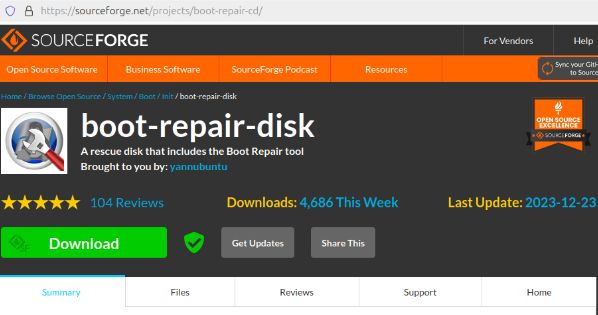 https://sourceforge.net/projects/boot-repair-cd/
SOURCEFORGE
For Vendors
Help
Open Source Software
Business Software
SourceForge Podcast
Resources
Sync your GitH
to Source
Home / Browse Open Source / System / Boot / Init / boot-repair-disk
boot-repair-disk
A rescue disk that includes the Boot Repair tool
Brought to you by: yannubuntu
OPEN SOURCE
EXCELLENCE
SOURCEFORGE
104 Reviews
Downloads: 4,686 This Week
Last Update: 2023-12-23
Download
Get Updates
Share This
Summary
Files
Reviews
Support
Home